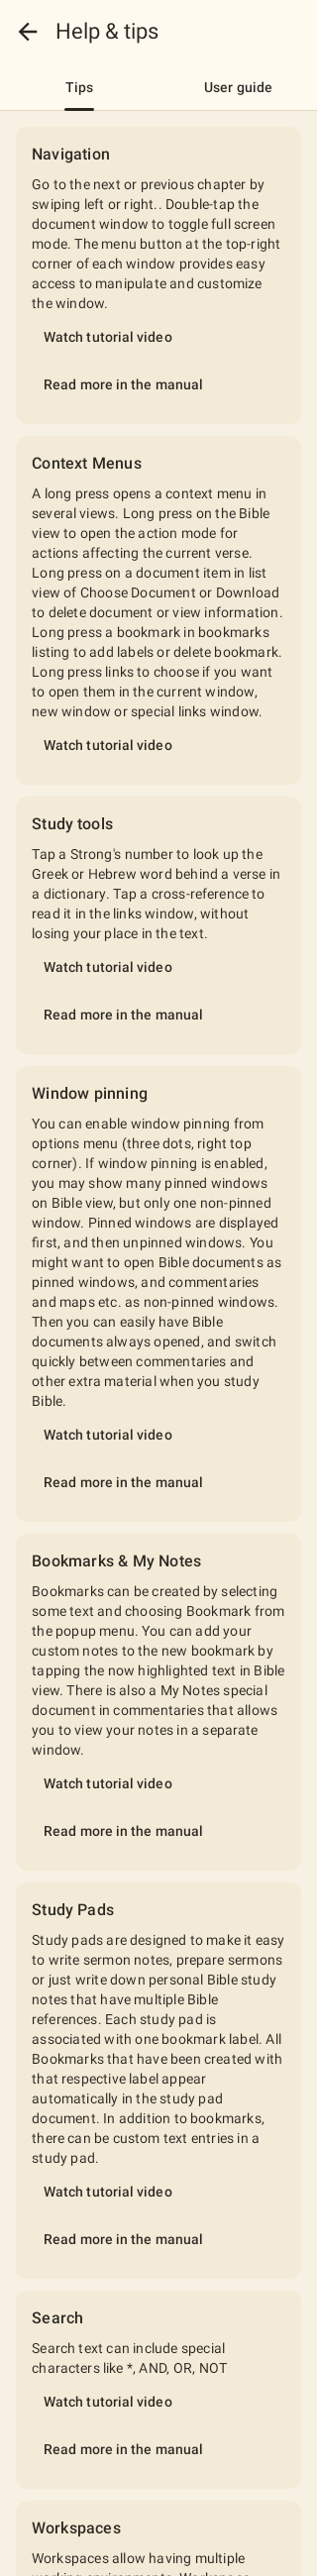 Help & tips
Tips
User guide
Navigation
Go to the next or previous chapter by
swiping left or right.. Double-tap the
document window to toggle full screen
mode. The menu button at the top-right
corner of each window provides easy
access to manipulate and customize
the window.
Watch tutorial video
Read more in the manual
Context Menus
A long press opens a context menu in
several views. Long press on the Bible
view to open the action mode for
actions affecting the current verse.
Long press on a document item in list
view of Choose Document or Download
to delete document or view information.
Long press a bookmark in bookmarks
listing to add labels or delete bookmark.
Long press links to choose if you want
to open them in the current window,
new window or special links window.
Watch tutorial video
Study tools
Tap a Strong's number to look up the
Greek or Hebrew word behind a verse in
a dictionary. Tap a cross-reference to
read it in the links window, without
losing your place in the text.
Watch tutorial video
Read more in the manual
Window pinning
You can enable window pinning from
options menu (three dots, right top
corner). If window pinning is enabled,
you may show many pinned windows
on Bible view, but only one non-pinned
window. Pinned windows are displayed
first, and then unpinned windows. You
might want to open Bible documents as
pinned windows, and commentaries
and maps etc. as non-pinned windows.
Then you can easily have Bible
documents always opened, and switch
quickly between commentaries and
other extra material when you study
Bible.
Watch tutorial video
Read more in the manual
Bookmarks & My Notes
Bookmarks can be created by selecting
some text and choosing Bookmark from
the popup menu. You can add your
custom notes to the new bookmark by
tapping the now highlighted text in Bible
view. There is also a My Notes special
document in commentaries that allows
you to view your notes in a separate
window.
Watch tutorial video
Read more in the manual
Study Pads
Study pads are designed to make it easy
to write sermon notes, prepare sermons
or just write down personal Bible study
notes that have multiple Bible
references. Each study pad is
associated with one bookmark label. All
Bookmarks that have been created with
that respective label appear
automatically in the study pad
document. In addition to bookmarks,
there can be custom text entries in a
study pad.
Watch tutorial video
Read more in the manual
Search
Search text can include special
characters like *, AND, OR, NOT
Watch tutorial video
Read more in the manual
Workspaces
Workspaces allow having multiple